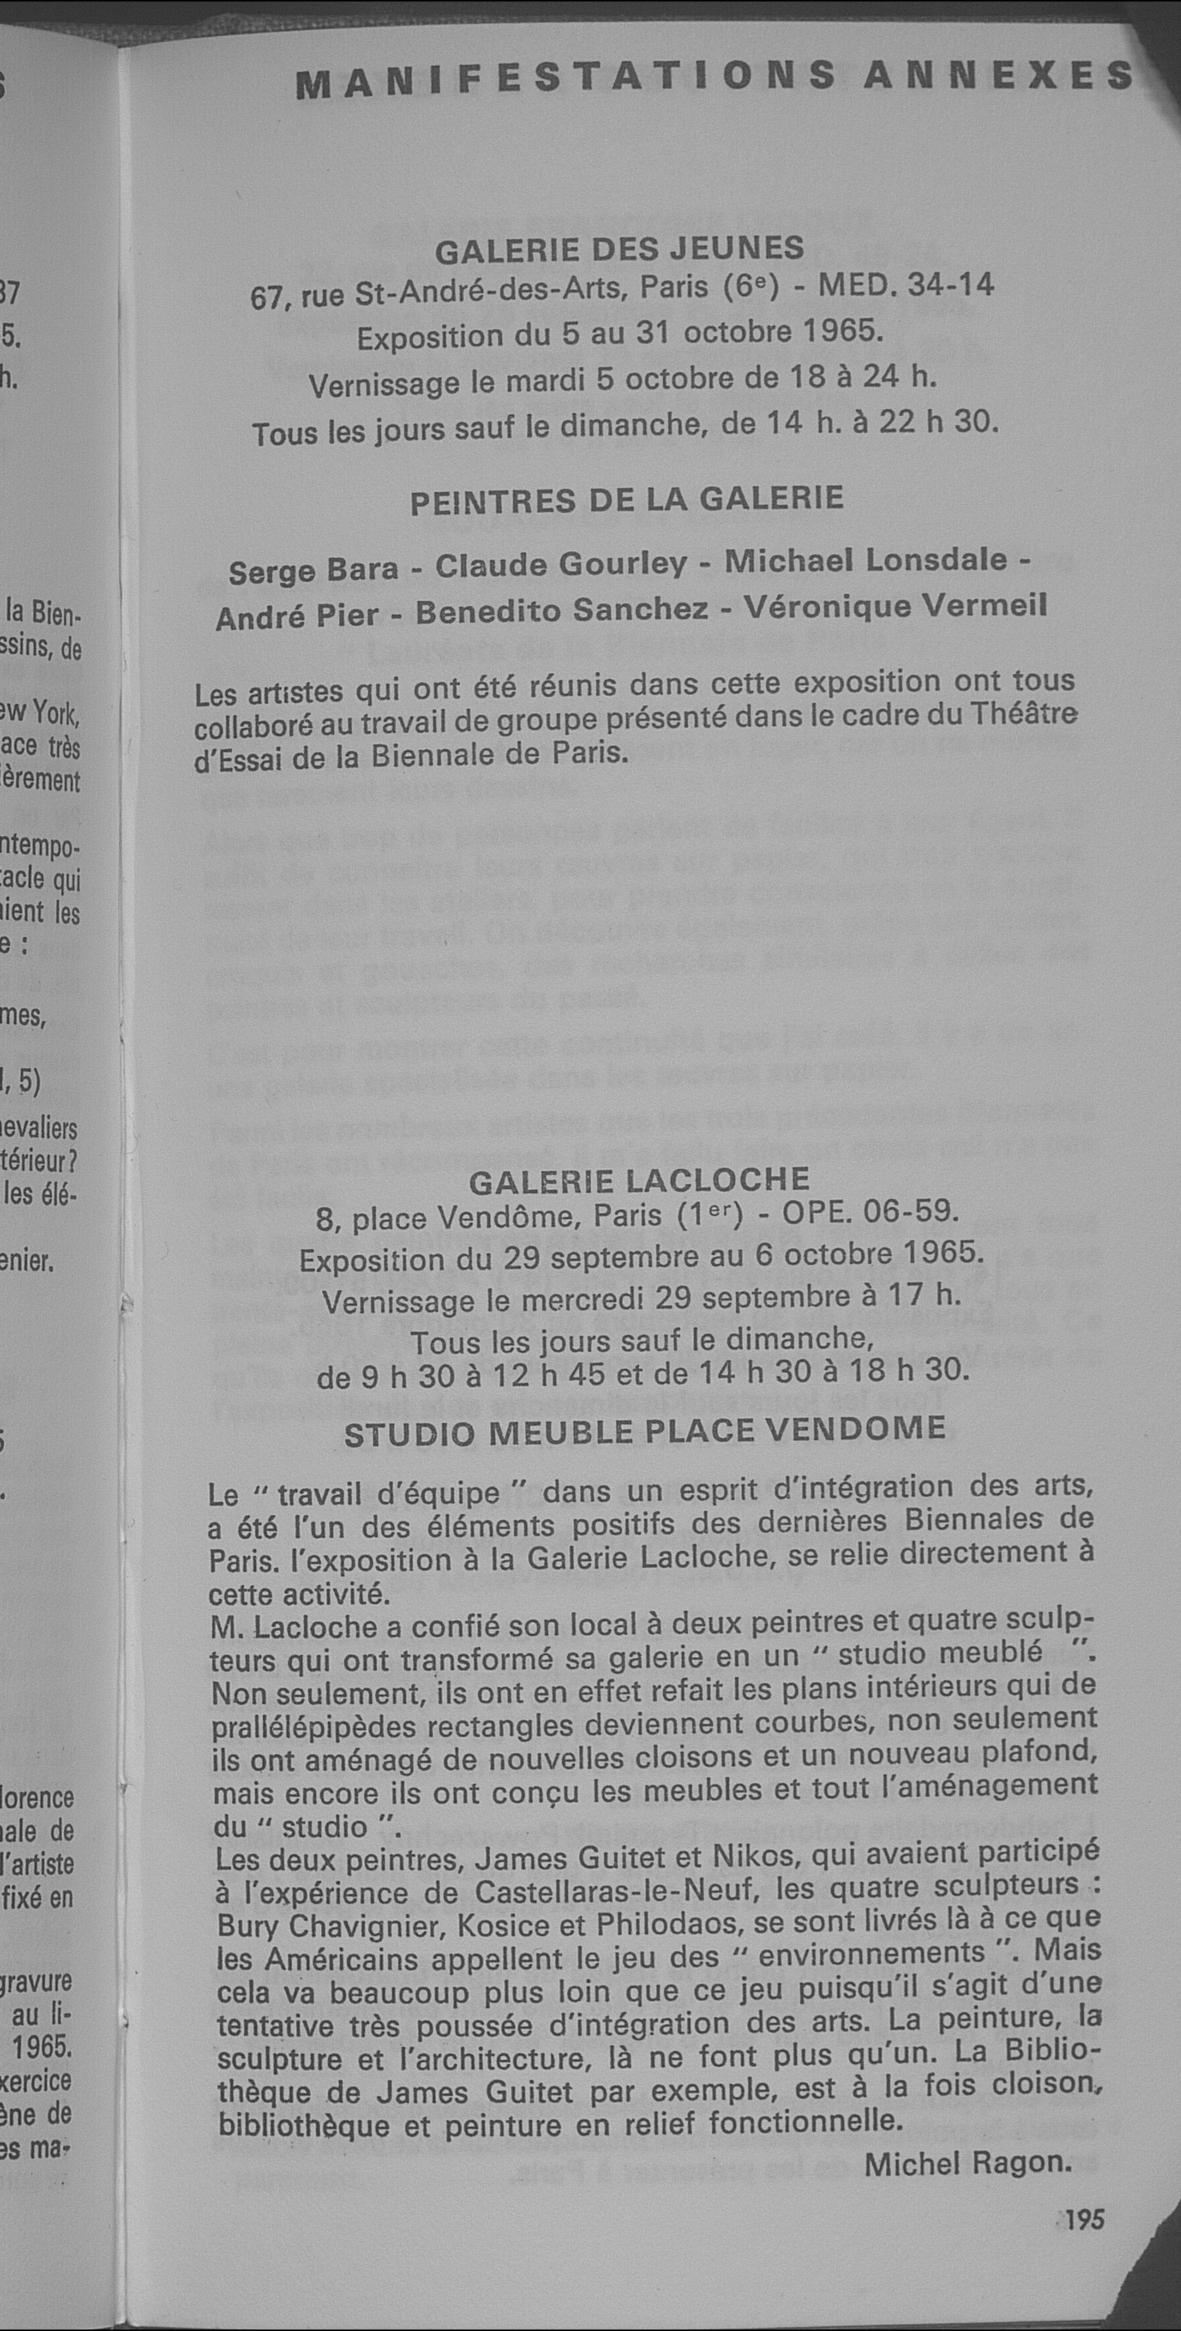 MANIFESTATIONS ANNEXES
GALERIE DES JEUNES
67, rue St-André-des-Arts, Paris (6e) - MED. 34-14
Exposition du 5 au 31 octobre 1965.
Vernissage le mardi 5 octobre de 18 à 24 h.
Tous les jours sauf le dimanche, de 14 h. à 22 h 30.
PEINTRES DE LA GALERIE
Serge Bara - Claude Gourley - Michael Lonsdale -
André Pier - Benedito Sanchez - Véronique Vermeil
Les artistes qui ont été réunis dans cette exposition ont tous
collaboré au travail de groupe présenté dans le cadre du Théâtre
d'Essai de la Biennale de Paris.
GALERIE LACLOCHE
8, place Vendôme, Paris (1er) - OPE. 06-59.
Exposition du 29 septembre au 6 octobre 1965.
Vernissage le mercredi 29 septembre à 17 h.
Tous les jours sauf le dimanche,
de 9 h 30 à 12 h 45 et de 14 h 30 à 18 h 30.
STUDIO MEUBLE PLACE VENDOME
Le " travail d'équipe " dans un esprit d'intégration des arts,
a été l'un des éléments positifs des dernières Biennales de
Paris. l'exposition à la Galerie Lacloche, se relie directement à
cette activité.
M. Lacloche a confié son local à deux peintres et quatre sculp-
teurs qui ont transformé sa galerie en un " studio meublé ".
Non seulement, ils ont en effet refait les plans intérieurs qui de
prallélépipèdes rectangles deviennent courbes, non seulement
ils ont aménagé de nouvelles cloisons et un nouveau plafond,
mais encore ils ont conçu les meubles et tout l'aménagement
du " studio ".
Les deux peintres, James Guitet et Nikos, qui avaient participé
à l'expérience de Castellaras-le-Neuf, les quatre sculpteurs :
Bury Chavignier, Kosice et Philodaos, se sont livrés là à ce que
les Américains appellent le jeu des " environnements ". Mais
cela va beaucoup plus loin que ce jeu puisqu'il s'agit d'une
tentative très poussée d'intégration des arts. La peinture, la
sculpture et l'architecture, là ne font plus qu'un. La Biblio-
thèque de James Guitet par exemple, est à la fois cloison,
bibliothèque et peinture en relief fonctionnelle.
Michel Ragon.
195